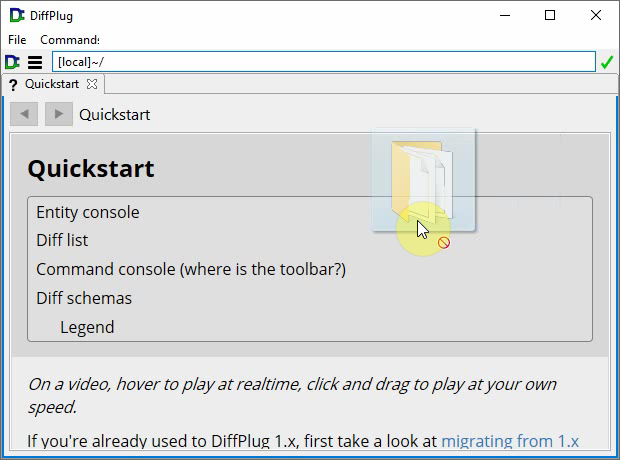 DiffPlug
File Commands
[local]~/
? Quickstart
Quickstart
Quickstart
Entity console
Diff list
Command console (where is the toolbar?)
Diff schemas
Legend
On a video, hover to play at realtime, click and drag to play at your own
speed.
If you're already used to DiffPlug 1.x, first take a look at migrating from 1.x